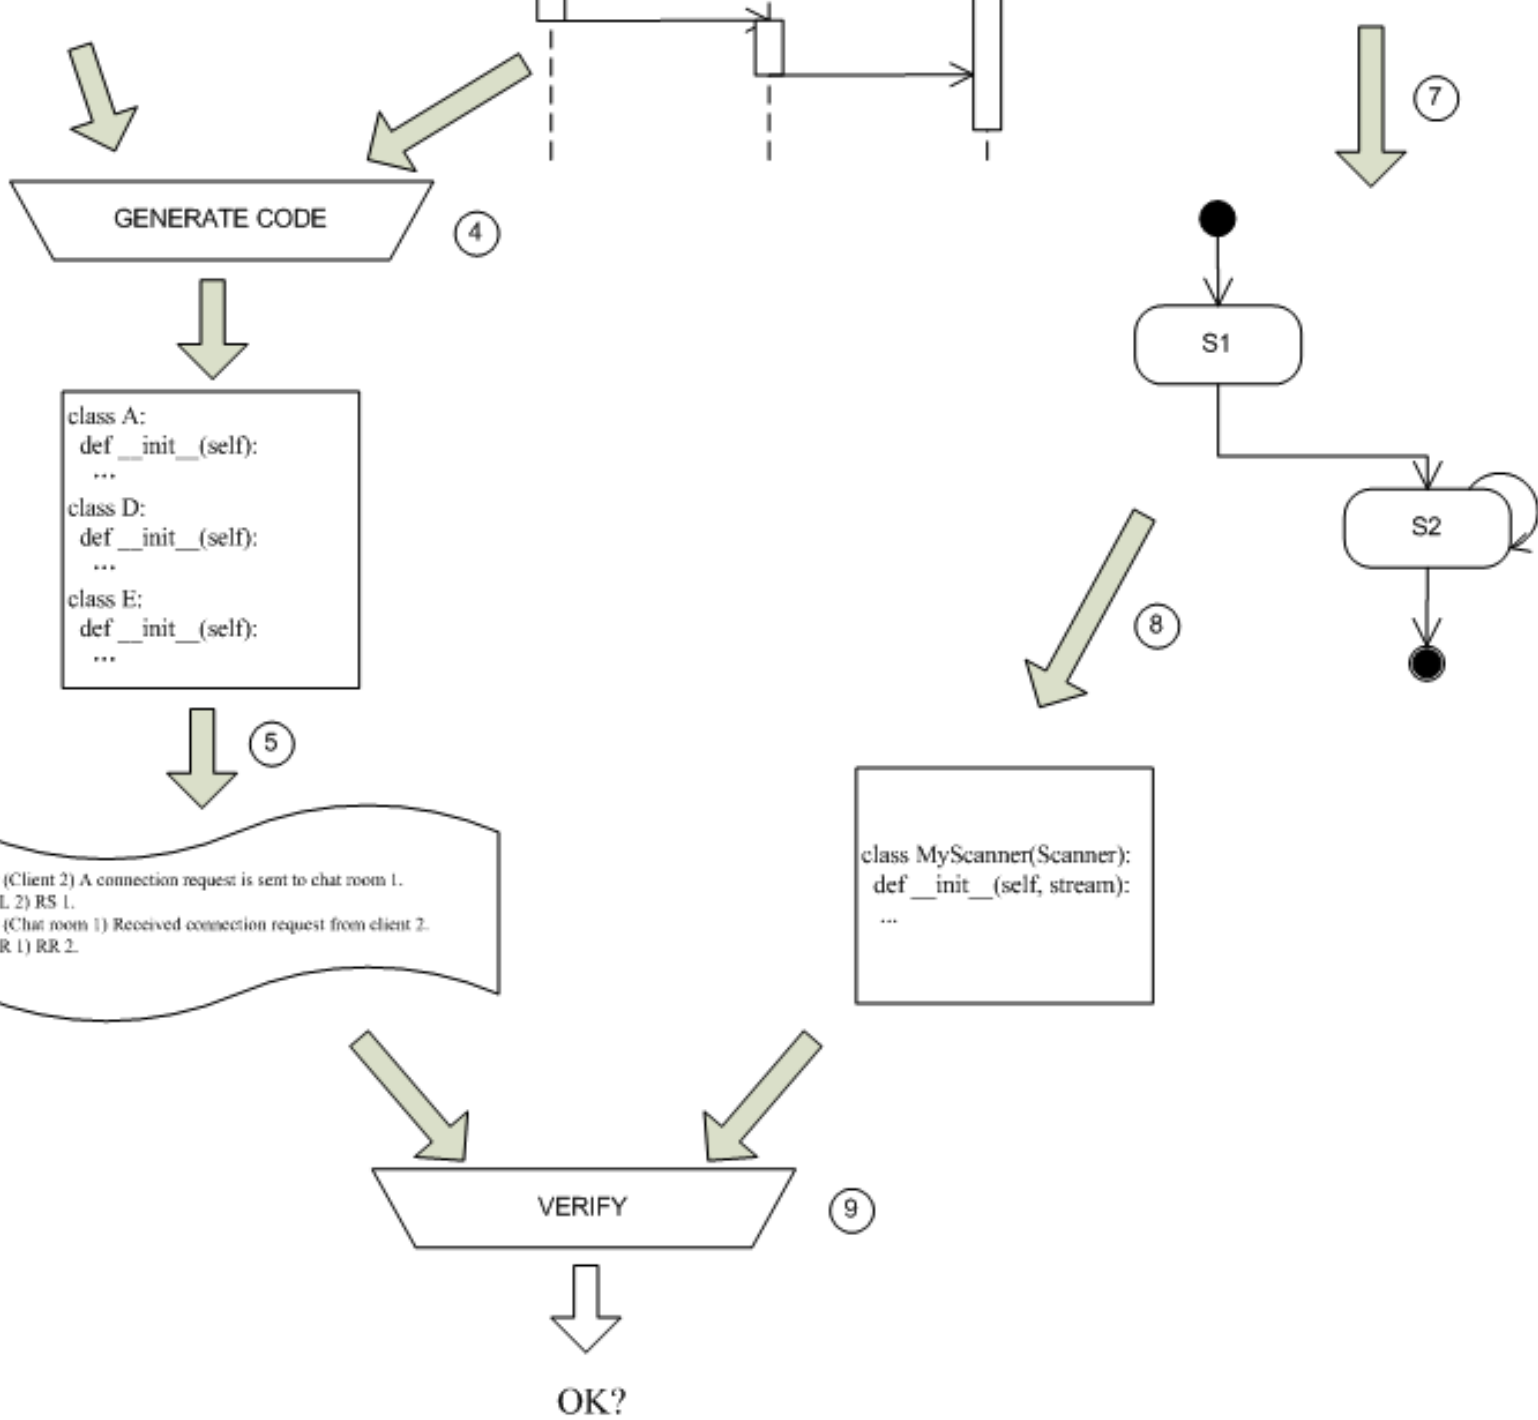 7
GENERATE CODE
4
S1
class A:
def __init__(self):
...
class D:
def __init__(self):
...
class E:
def __init__(self):
...
S2
8
5
(Client 2) A connection request is sent to chat room 1.
L 2) RS 1.
(Chat room 1) Received connection request from client 2.
R 1) RR 2.
class MyScanner(Scanner):
def __init__(self, stream):
...
VERIFY
9
OK?